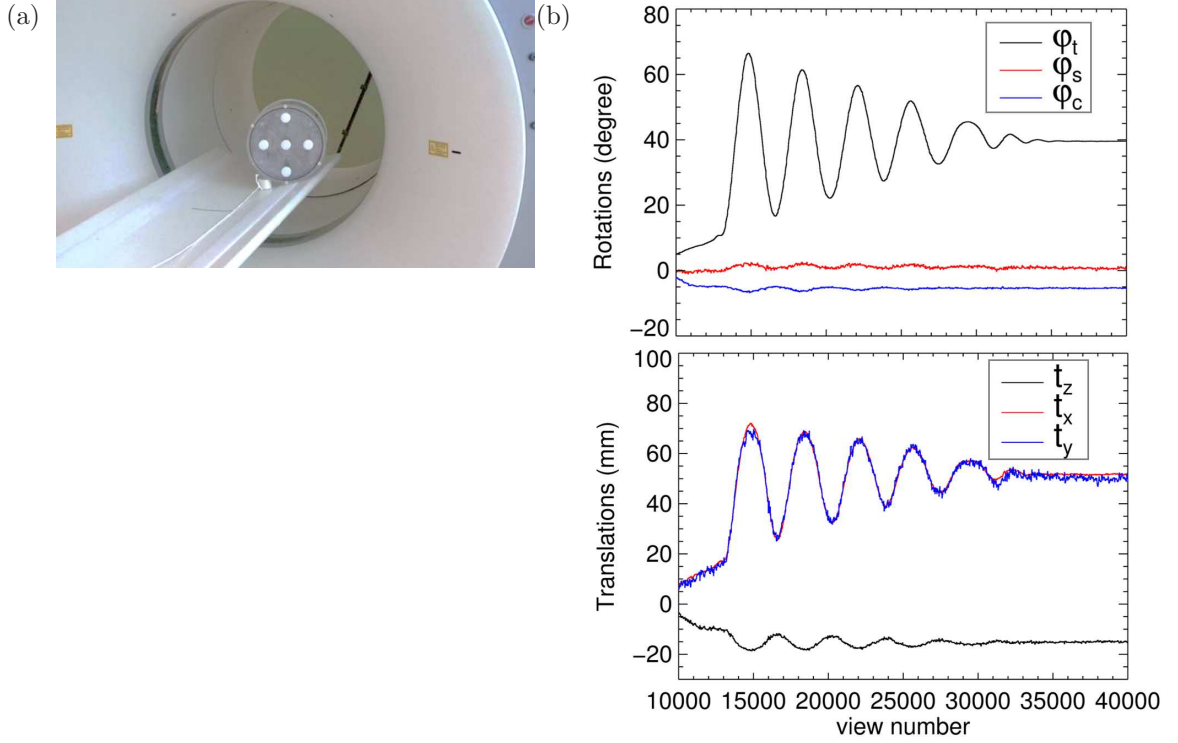 (a)
(b)
80
60
40
20
0
−20
Rotations (degree)
φt
φs
φc
100
80
60
40
20
0
−20
Translations (mm)
tz
tx
ty
10000 15000 20000 25000 30000 35000 40000
view number